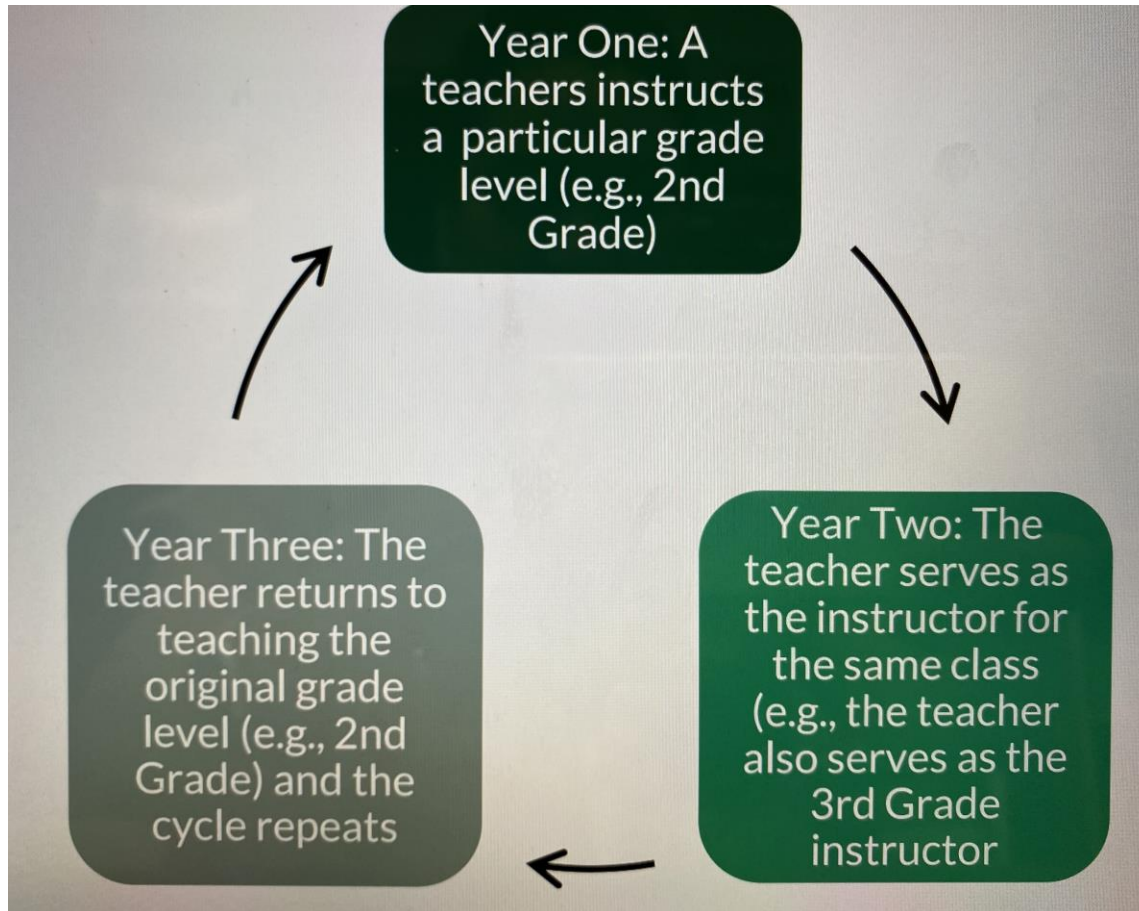 Year One: A
teachers instructs
a particular grade
level (e.g., 2nd
Grade)
Year Two: The
teacher serves as
the instructor for
the same class
(e.g., the teacher
also serves as the
3rd Grade
instructor
Year Three: The
teacher returns to
teaching the
original grade
level (e.g., 2nd
Grade) and the
cycle repeats